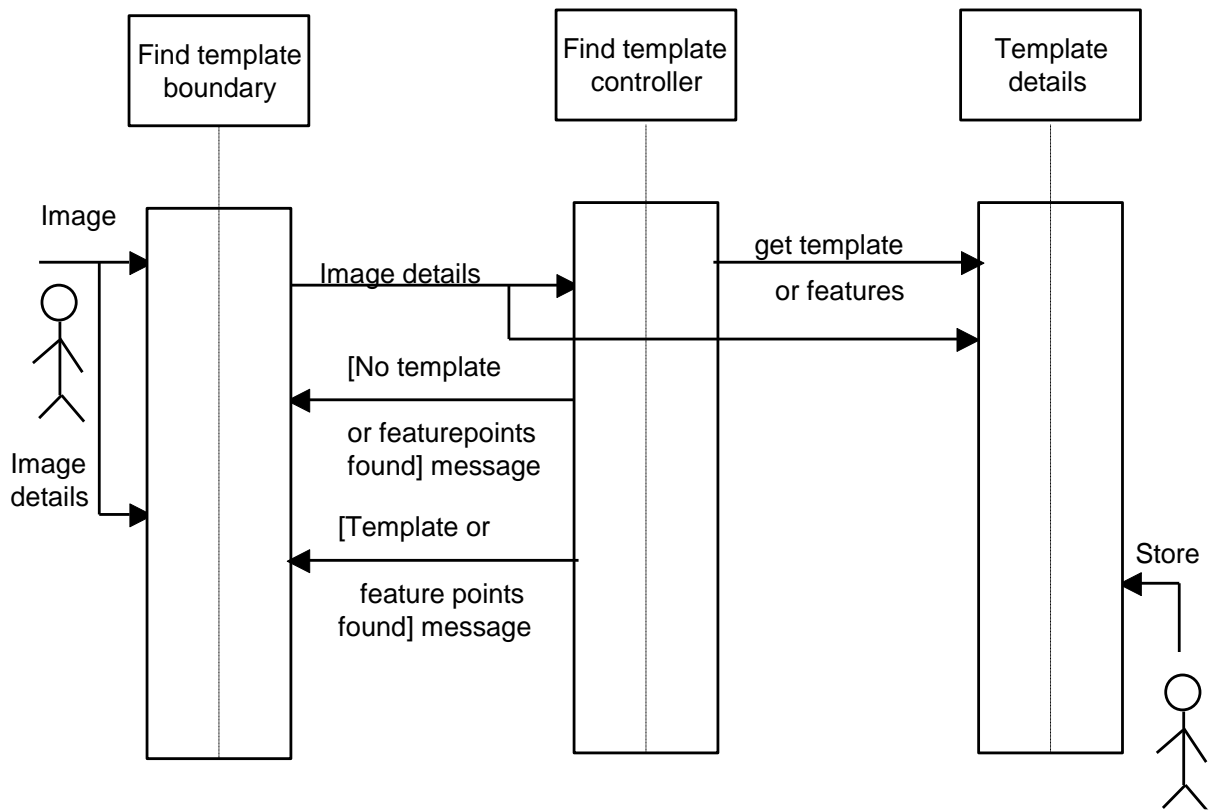 Find template
boundary
Find template
controller
Template
details
Image
get template
Image details
or features
[No template
or featurepoints
found] message
Image
details
[Template or
feature points
found] message
Store